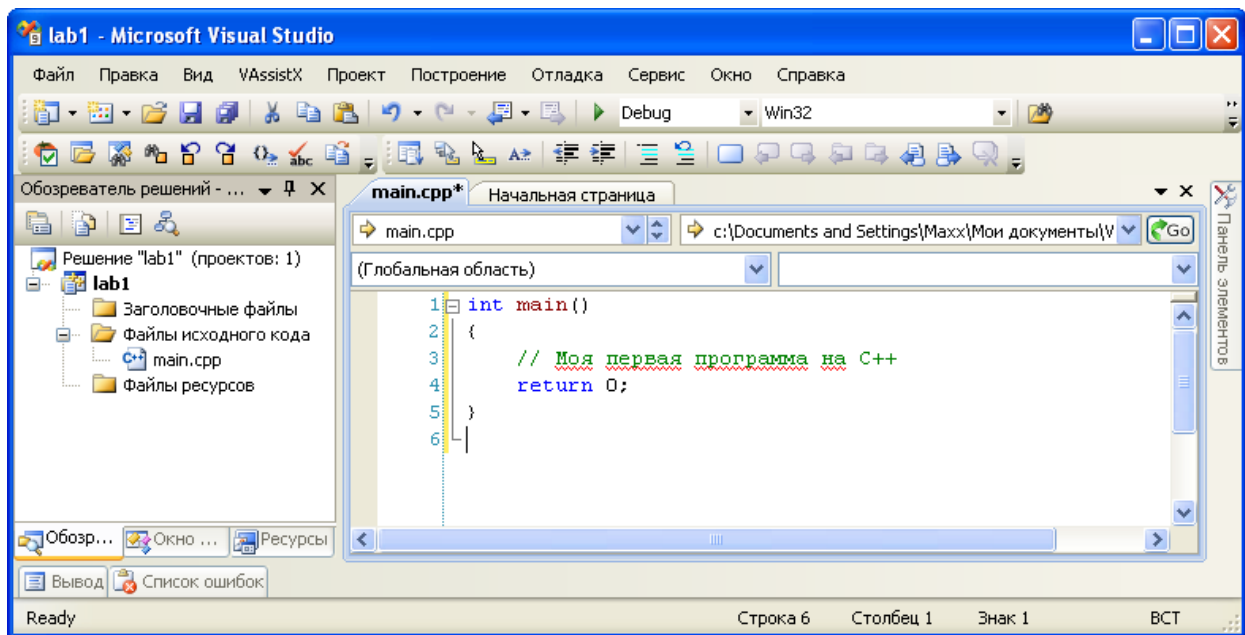 lab1 - Microsoft Visual Studio
Файл Правка Вид VAssistX Проект Построение Отладка Сервис Окно Справка
Debug Win32
Обозреватель решений - ...
main.cpp* Начальная страница
main.cpp c:\Documents and Settings\Maxx\Мои документы\V Go
Решение "lab1" (проектов: 1)
(Глобальная область)
lab1
Заголовочные файлы
Файлы исходного кода
main.cpp
Файлы ресурсов
1 int main()
2 {
3 // Моя первая программа на C++
4 return 0;
5 }
6
Панель элементов
Обозр... Окно ... Ресурсы
Вывод Список ошибок
Ready Строка 6 Столбец 1 Знак 1 ВСТ